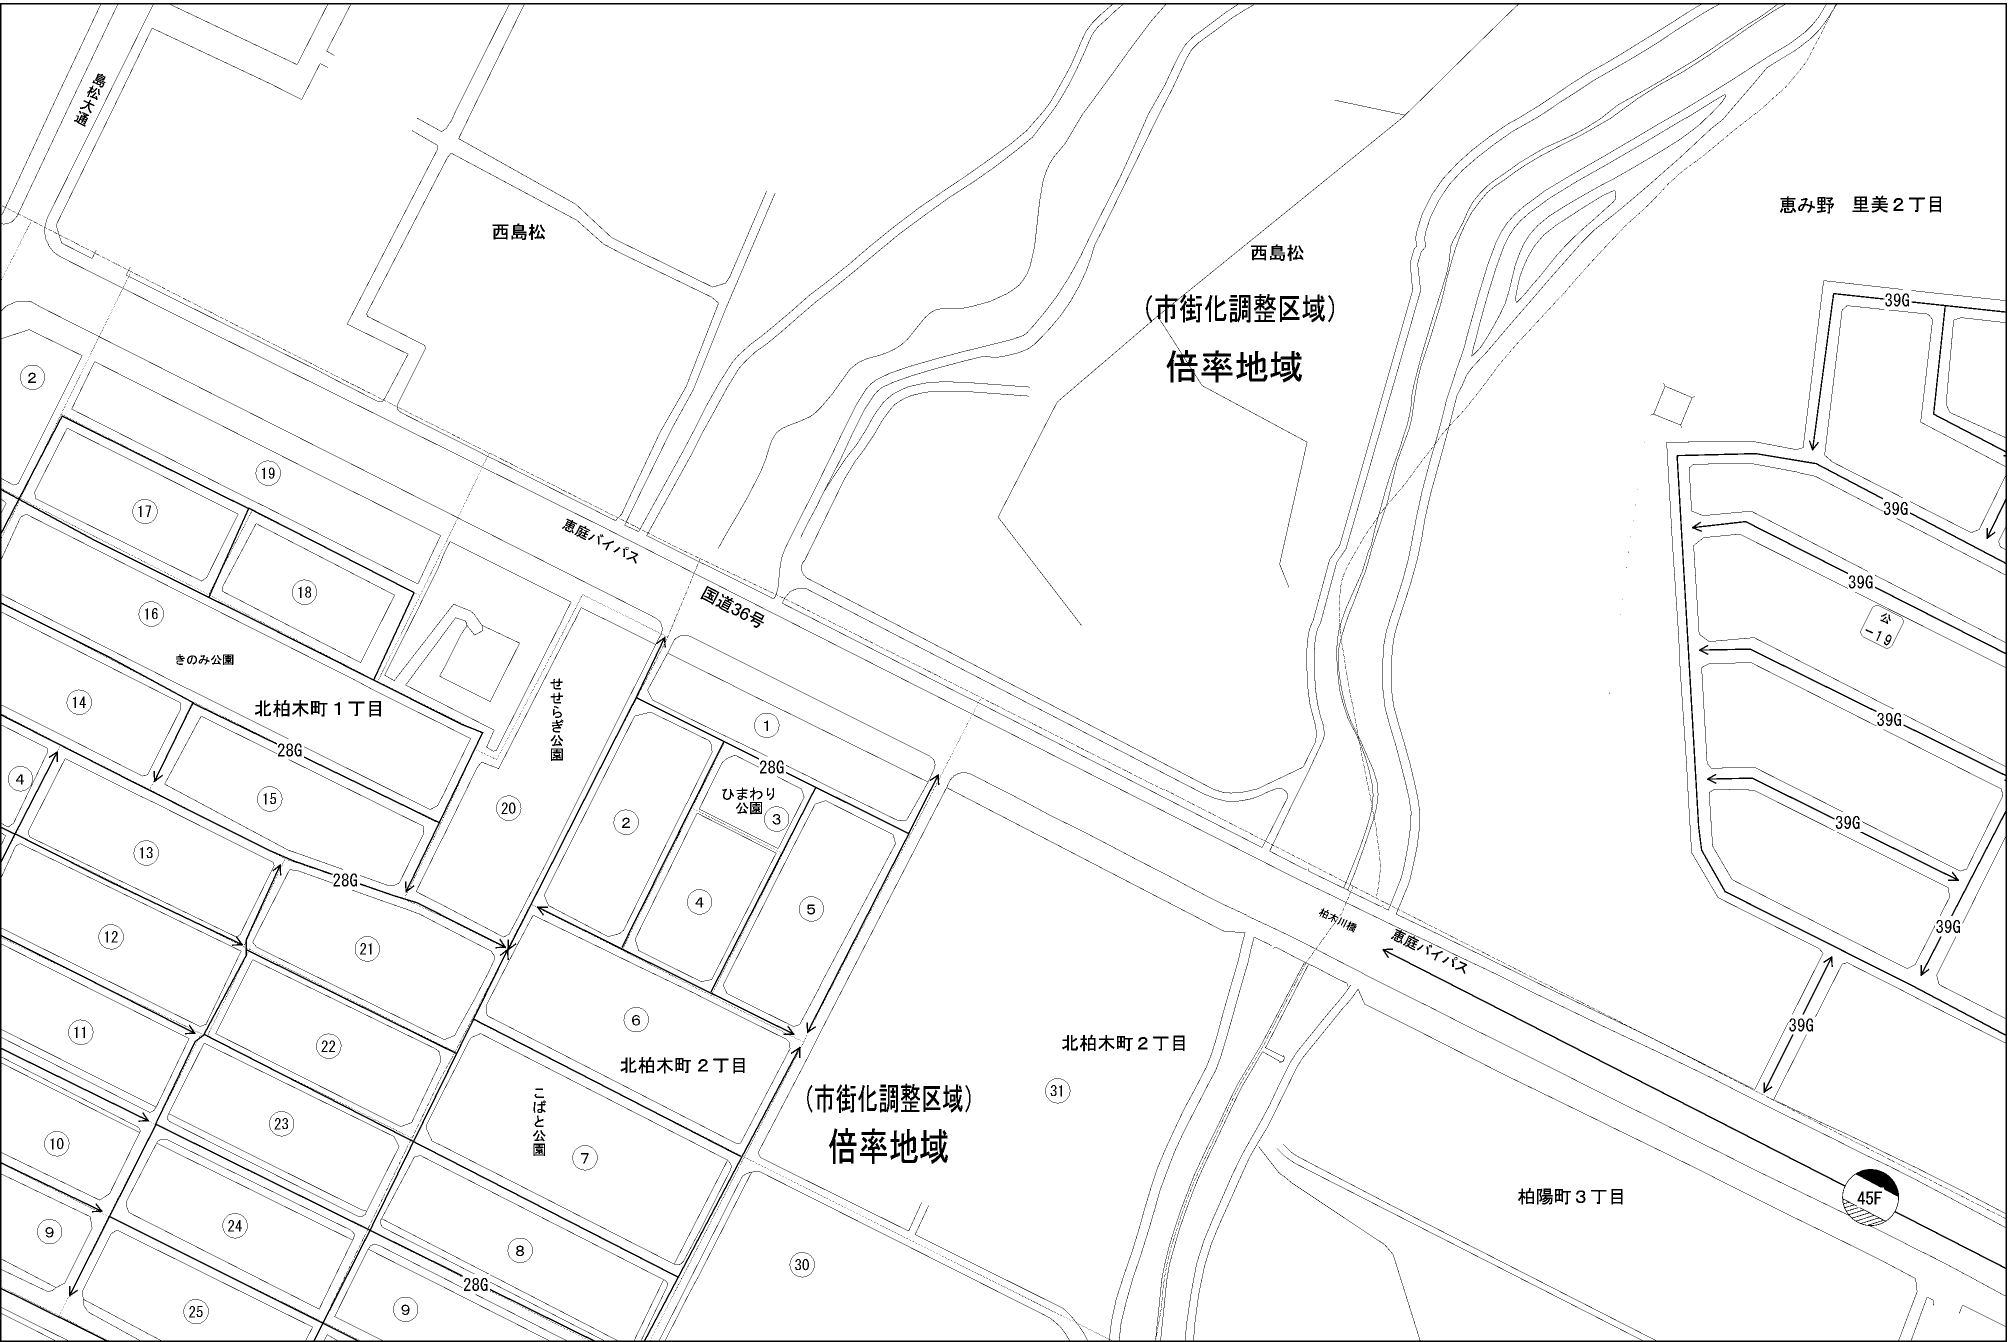 島松大通
西島松
西島松
(市街化調整区域)
倍率地域
恵み野 里美２丁目
39G
39G
39G
公
-19
39G
39G
39G
39G
恵庭バイパス
国道36号
2
19
17
18
16
きのみ公園
北柏木町１丁目
14
28G
15
4
13
28G
20
せせらぎ公園
1
28G
ひまわり
公園
3
2
4
5
12
21
11
22
6
北柏木町２丁目
10
23
こばと公園
7
9
24
8
28G
25
9
30
(市街化調整区域)
倍率地域
北柏木町２丁目
31
柏木川橋
恵庭バイパス
柏陽町３丁目
45F